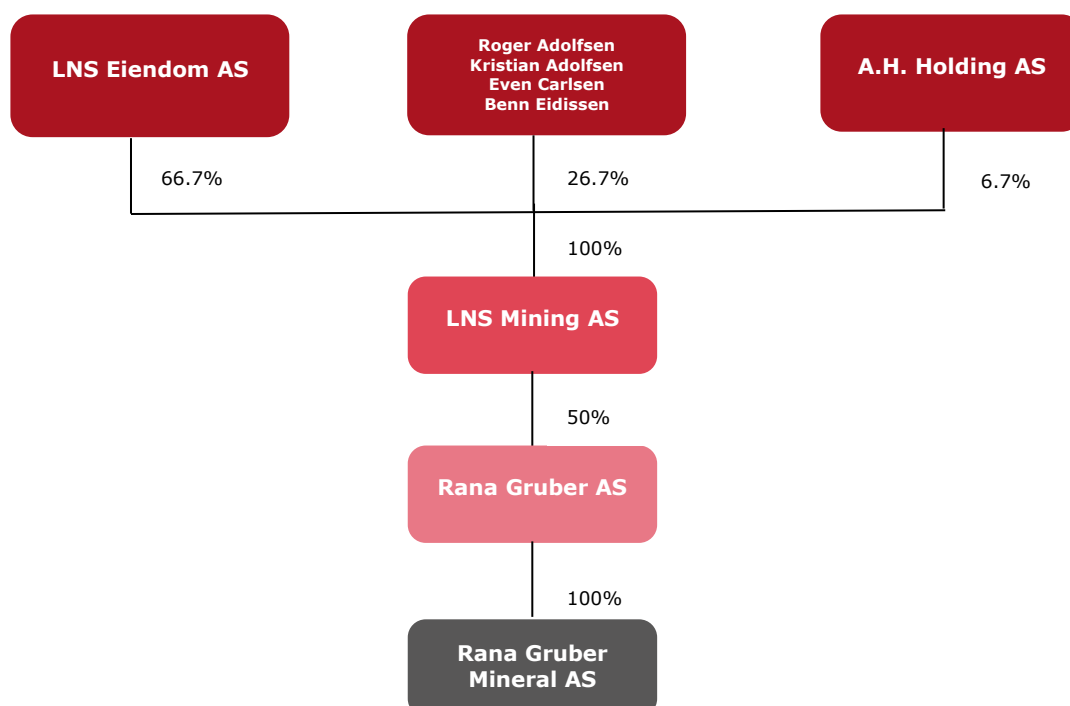 LNS Eiendom AS
Roger Adolfsen
Kristian Adolfsen
Even Carlsen
Benn Eidissen
A.H. Holding AS
66.7%
26.7%
6.7%
100%
LNS Mining AS
50%
Rana Gruber AS
100%
Rana Gruber
Mineral AS